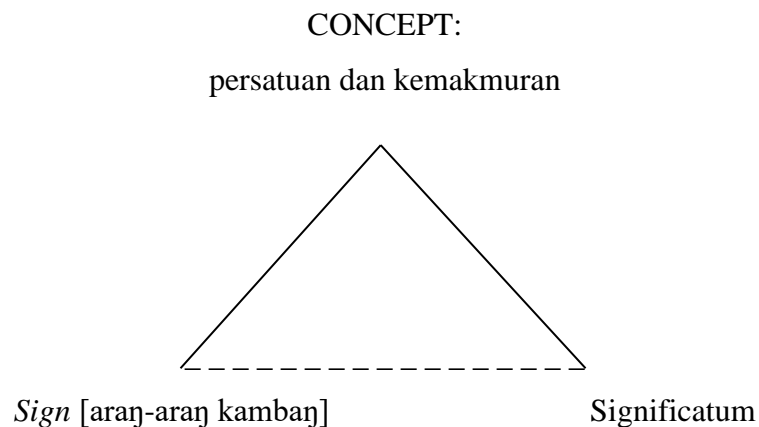 CONCEPT:
persatuan dan kemakmuran
Sign [araŋ-araŋ kambaŋ]
Significatum